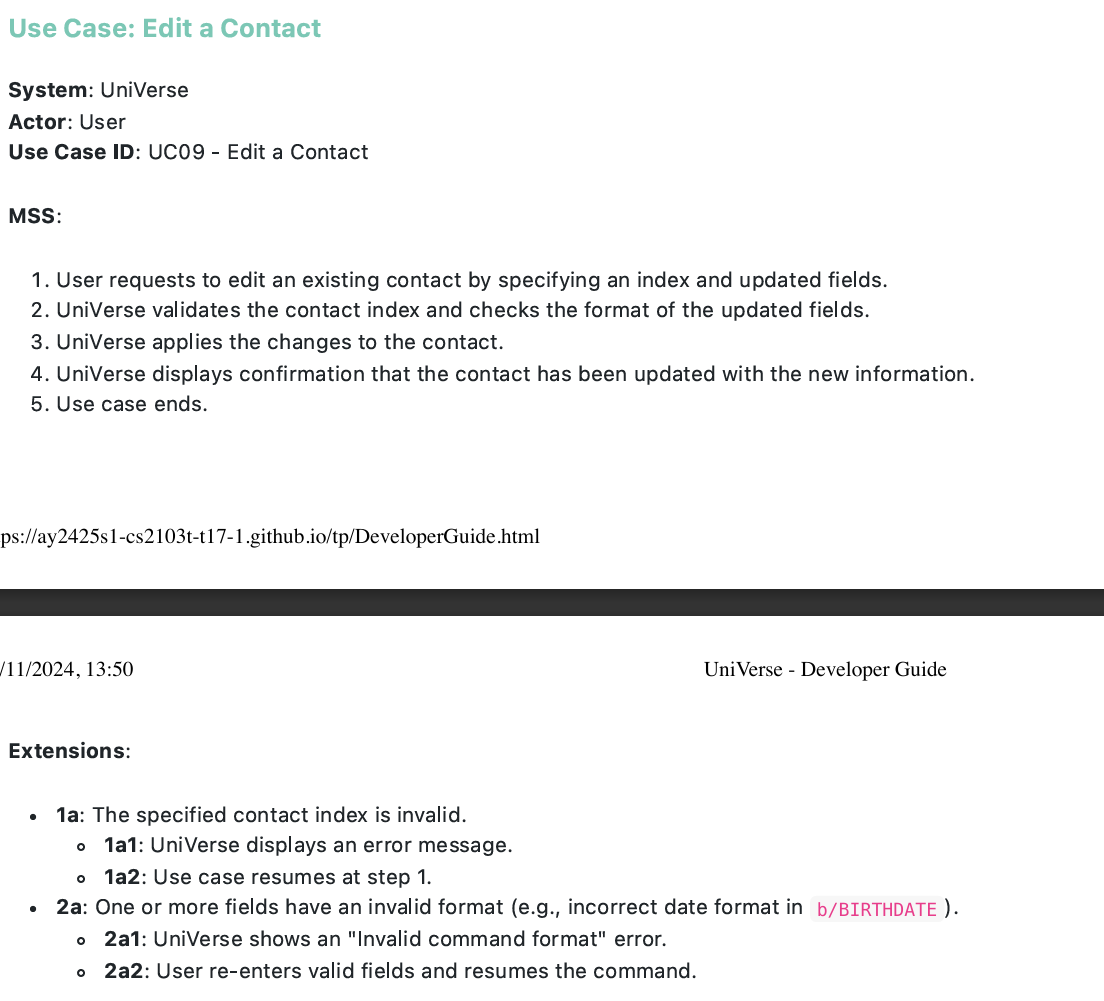 Use Case: Edit a Contact
System: UniVerse
Actor: User
Use Case ID: UC09 - Edit a Contact
MSS:
1. User requests to edit an existing contact by specifying an index and updated fields.
2. UniVerse validates the contact index and checks the format of the updated fields.
3. UniVerse applies the changes to the contact.
4. UniVerse displays confirmation that the contact has been updated with the new information.
5. Use case ends.
ps://ay2425s1-cs2103t-t17-1.github.io/tp/DeveloperGuide.html
/11/2024, 13:50 UniVerse - Developer Guide
Extensions:
• 1a: The specified contact index is invalid.
◦ 1a1: UniVerse displays an error message.
◦ 1a2: Use case resumes at step 1.
• 2a: One or more fields have an invalid format (e.g., incorrect date format in b/BIRTHDATE ).
◦ 2a1: UniVerse shows an "Invalid command format" error.
◦ 2a2: User re-enters valid fields and resumes the command.